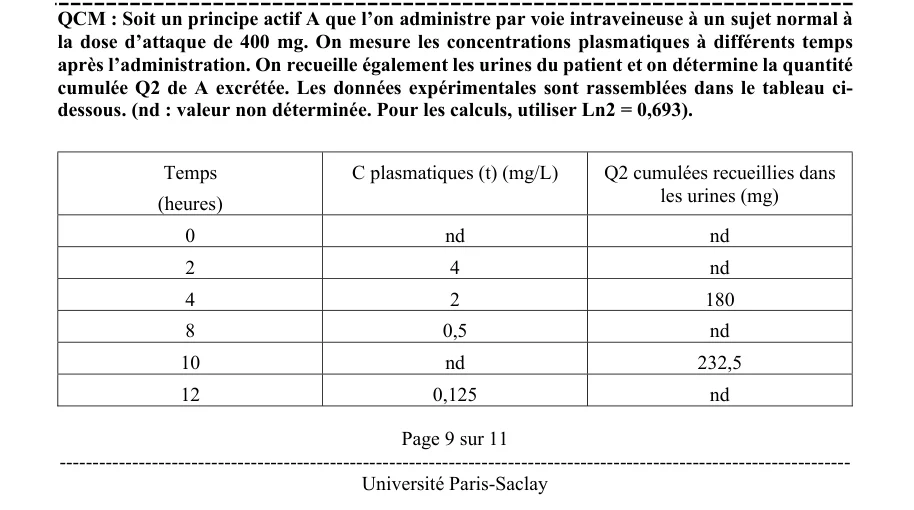 QCM : Soit un principe actif A que l’on administre par voie intraveineuse à un sujet normal à
la dose d’attaque de 400 mg. On mesure les concentrations plasmatiques à différents temps
après l’administration. On recueille également les urines du patient et on détermine la quantité
cumulée Q2 de A excrétée. Les données expérimentales sont rassemblées dans le tableau ci-
dessous. (nd : valeur non déterminée. Pour les calculs, utiliser Ln2 = 0,693).
Temps
(heures)
C plasmatiques (t) (mg/L)
Q2 cumulées recueillies dans
les urines (mg)
0 nd nd
2 4 nd
4 2 180
8 0,5 nd
10 nd 232,5
12 0,125 nd
Page 9 sur 11
Université Paris-Saclay